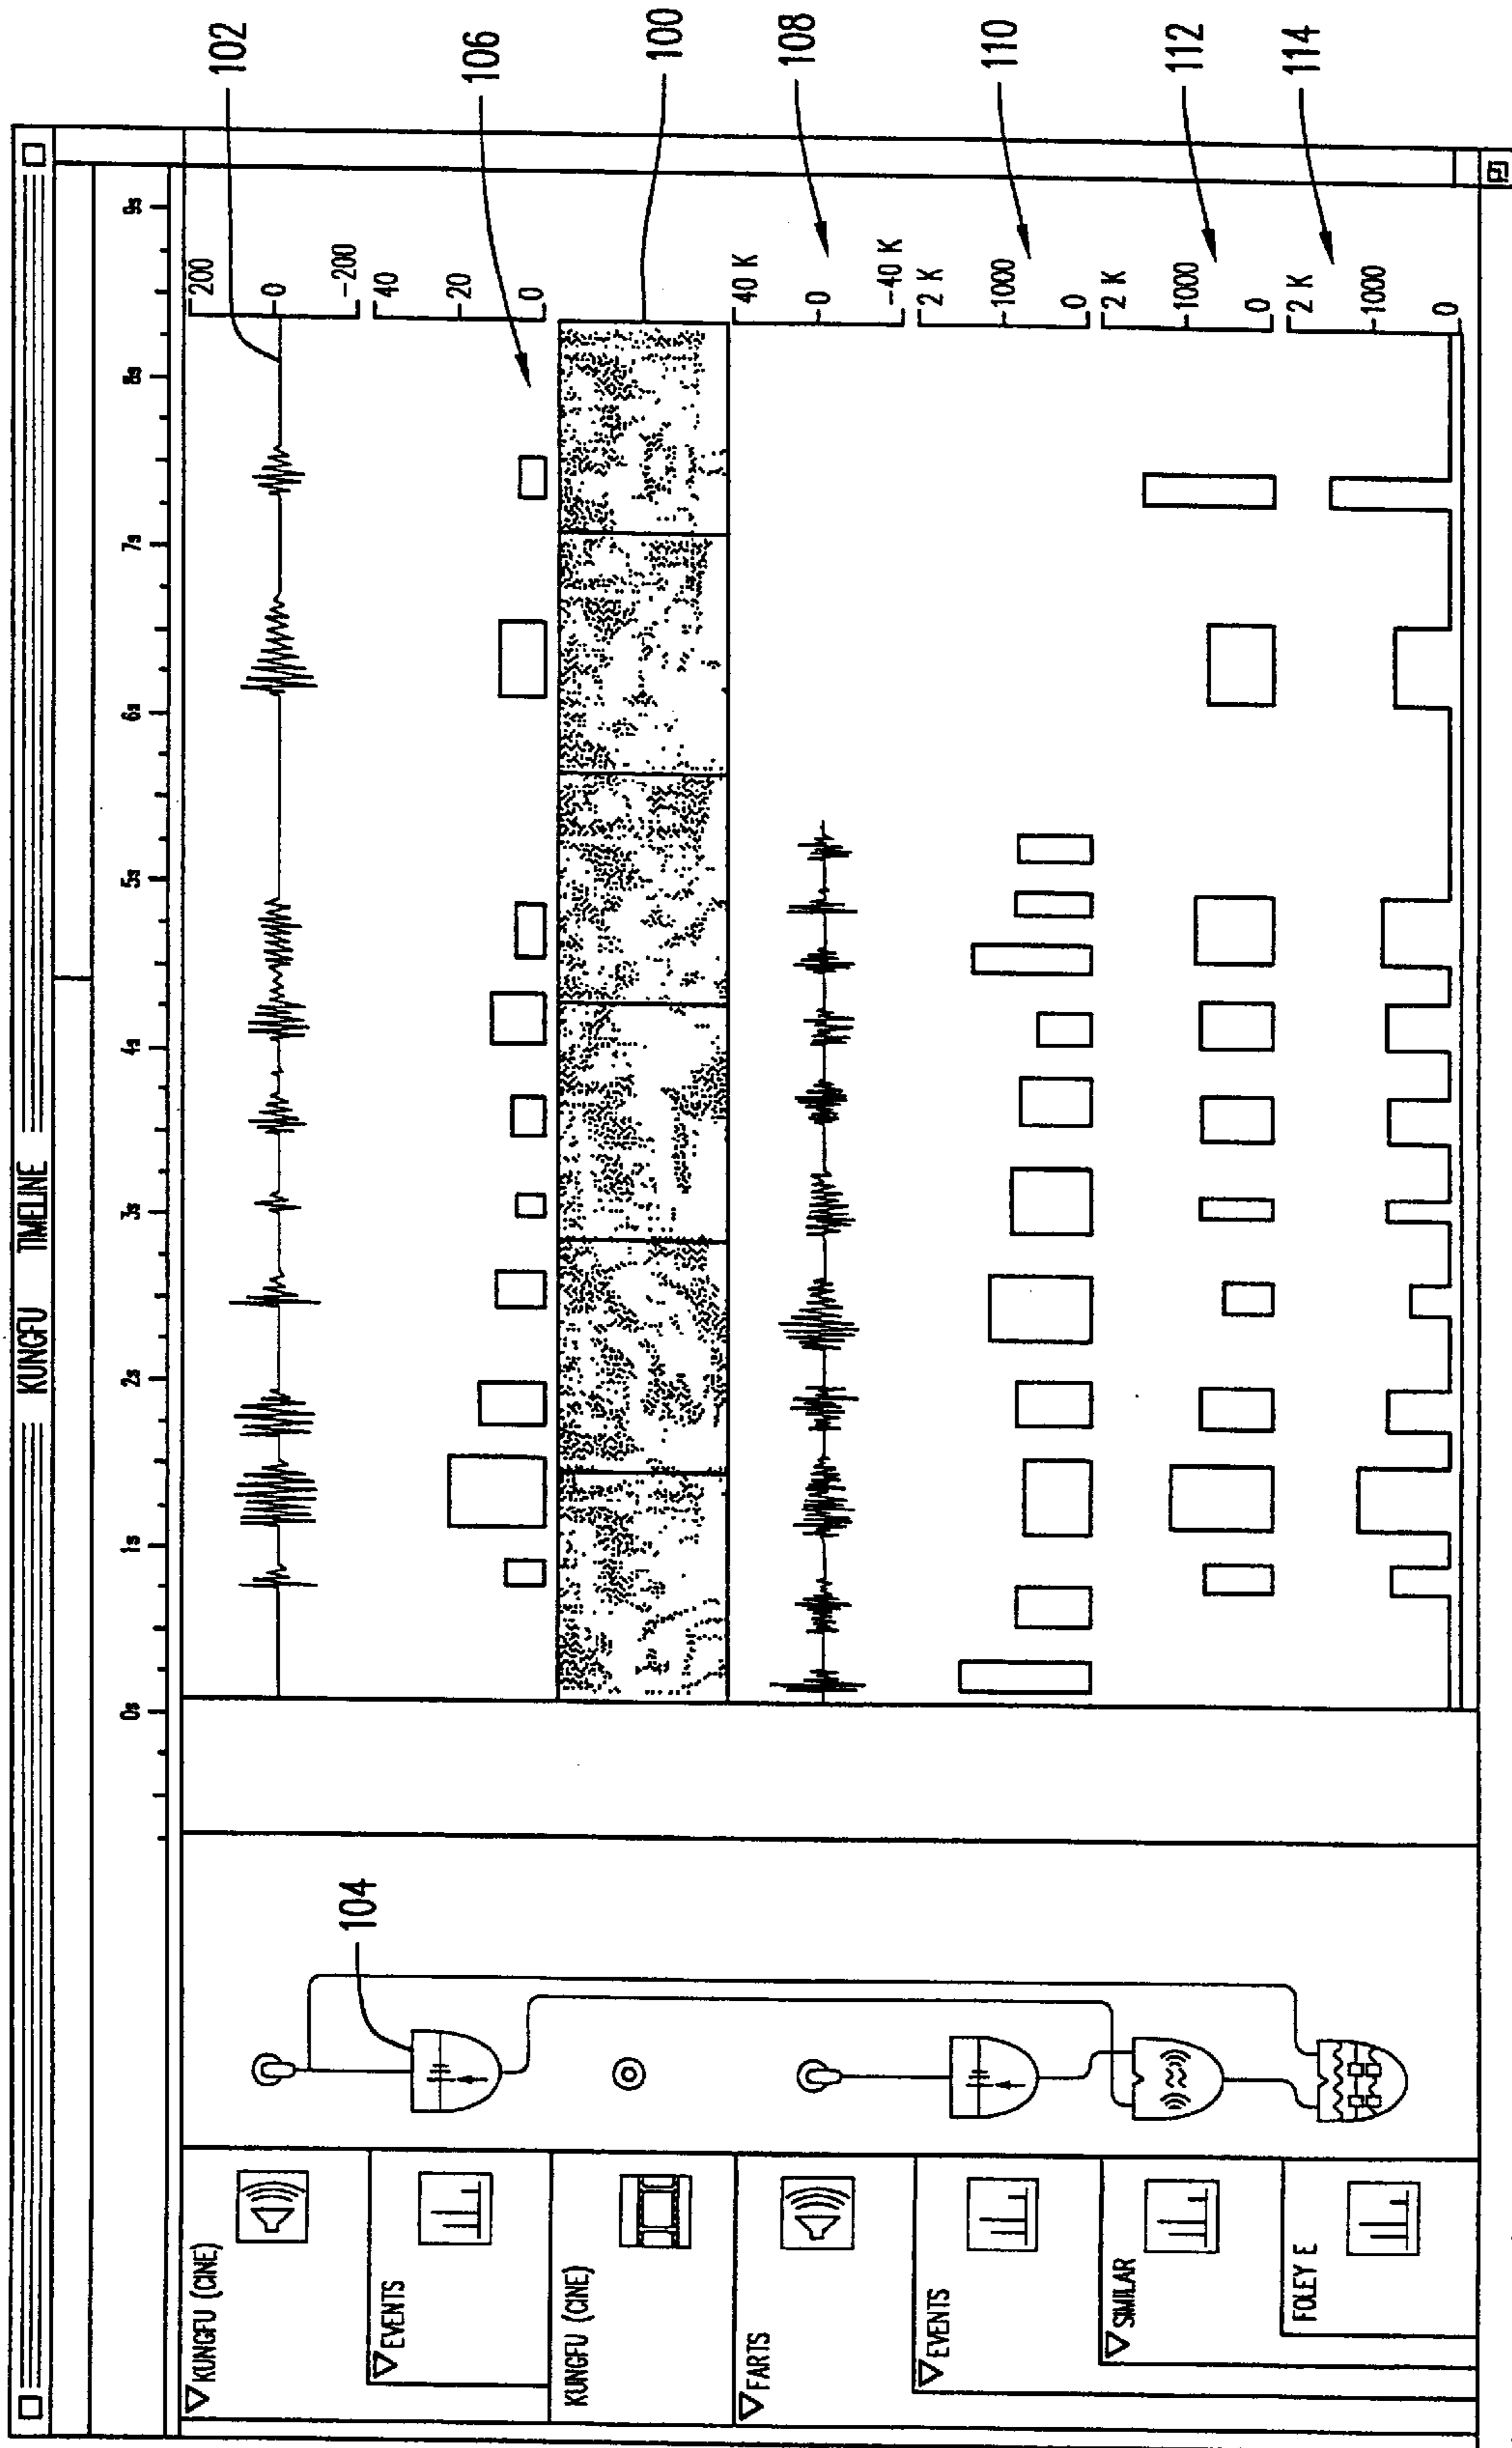 KUNGFU TIMELINE
0s 1s 2s 3s 4s 5s 6s 7s 8s 9s
KUNGFU (CINE)
104
200
0
-200
102
EVENTS
40
20
0
106
KUNGFU (CINE)
100
FARTS
40 K
0
-40 K
108
EVENTS
2 K
1000
0
110
SIMILAR
2 K
1000
0
112
FOLEY E
2 K
1000
0
114